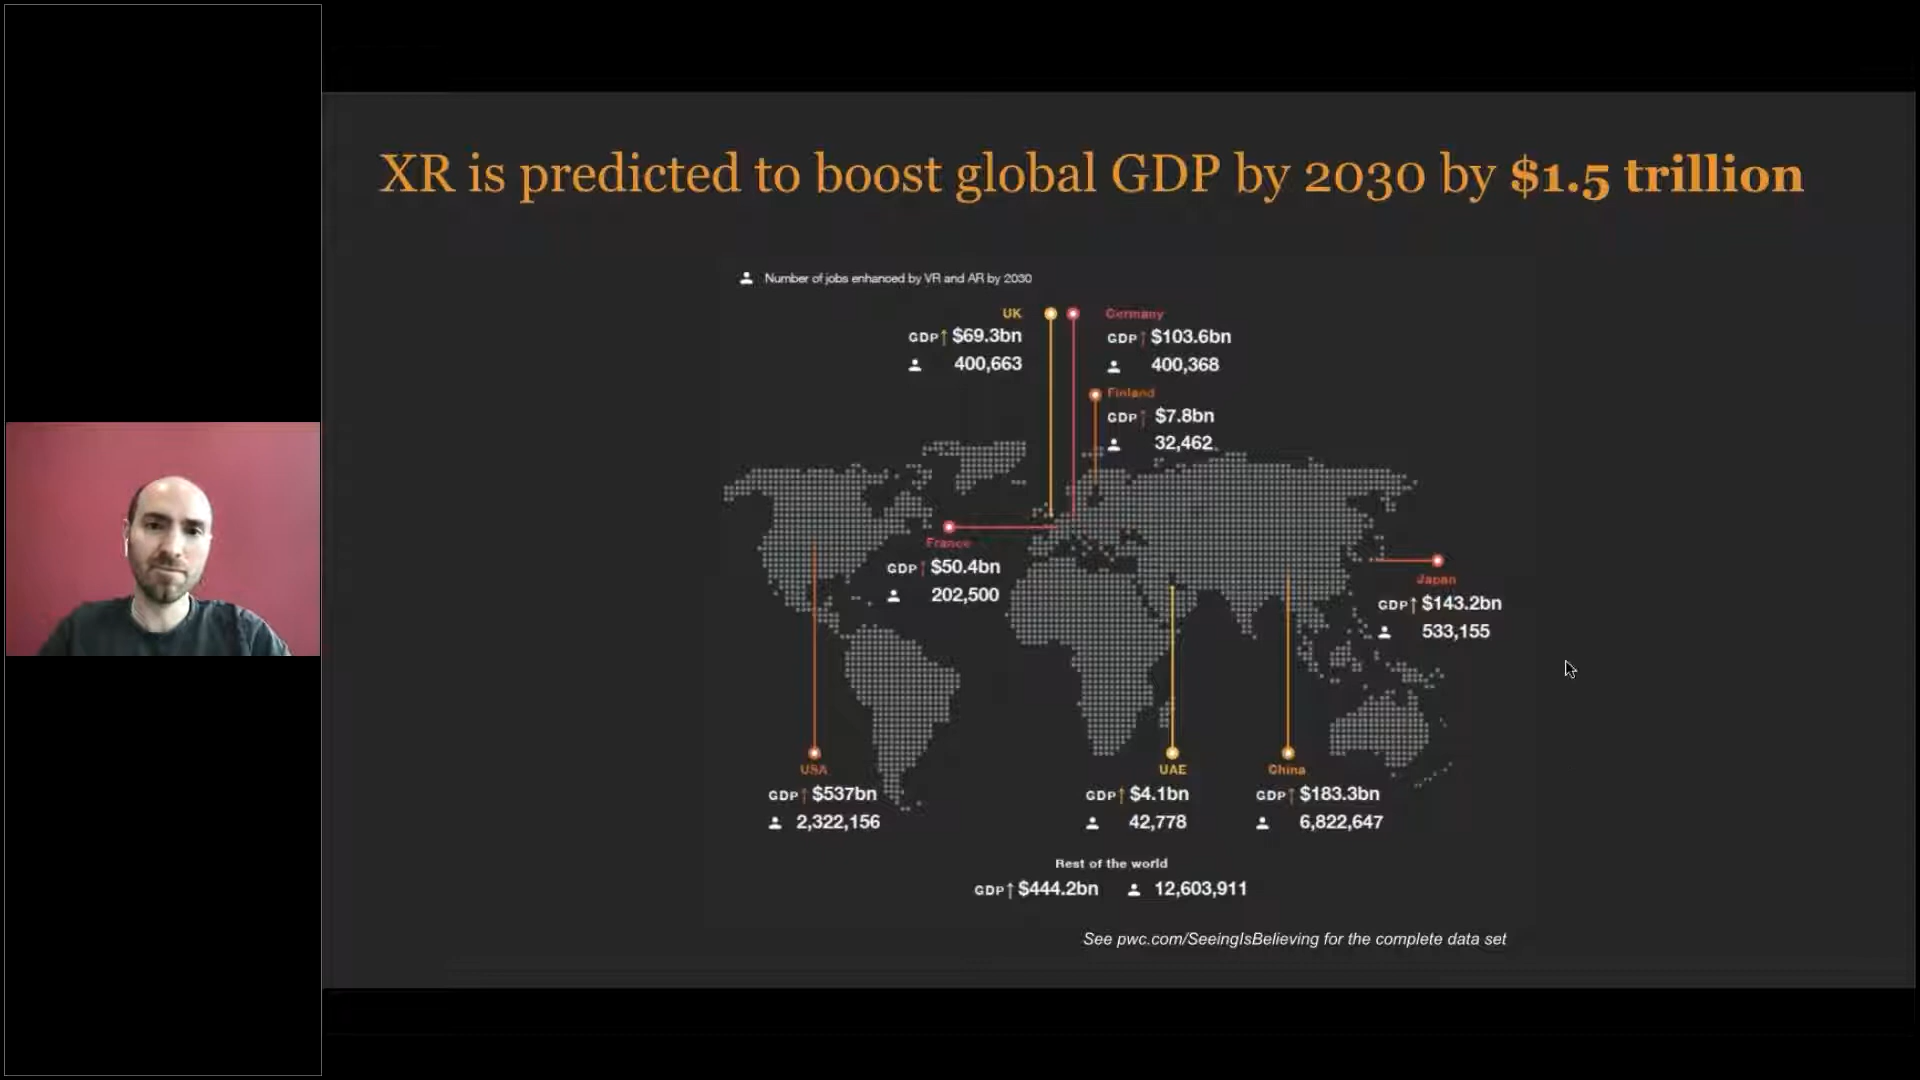 XR is predicted to boost global GDP by 2030 by $1.5 trillion
Number of jobs enhanced by VR and AR by 2030
UK
GDP↑ $69.3bn
400,663
Germany
GDP↑ $103.6bn
400,368
Finland
GDP↑ $7.8bn
32,462
France
GDP↑ $50.4bn
202,500
Japan
GDP↑ $143.2bn
533,155
USA
GDP↑ $537bn
2,322,156
UAE
GDP↑ $4.1bn
42,778
China
GDP↑ $183.3bn
6,822,647
Rest of the world
GDP↑ $444.2bn 12,603,911
See pwc.com/SeeingIsBelieving for the complete data set